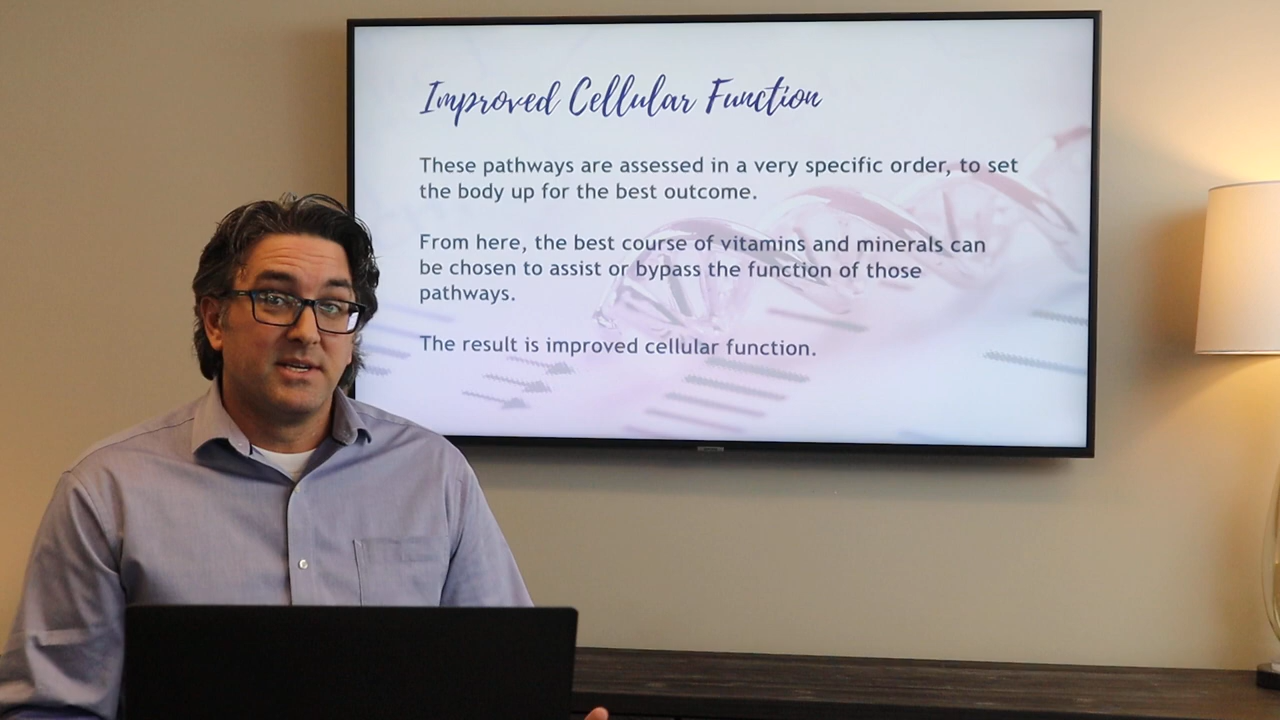 Improved Cellular Function
These pathways are assessed in a very specific order, to set
the body up for the best outcome.
From here, the best course of vitamins and minerals can
be chosen to assist or bypass the function of those
pathways.
The result is improved cellular function.